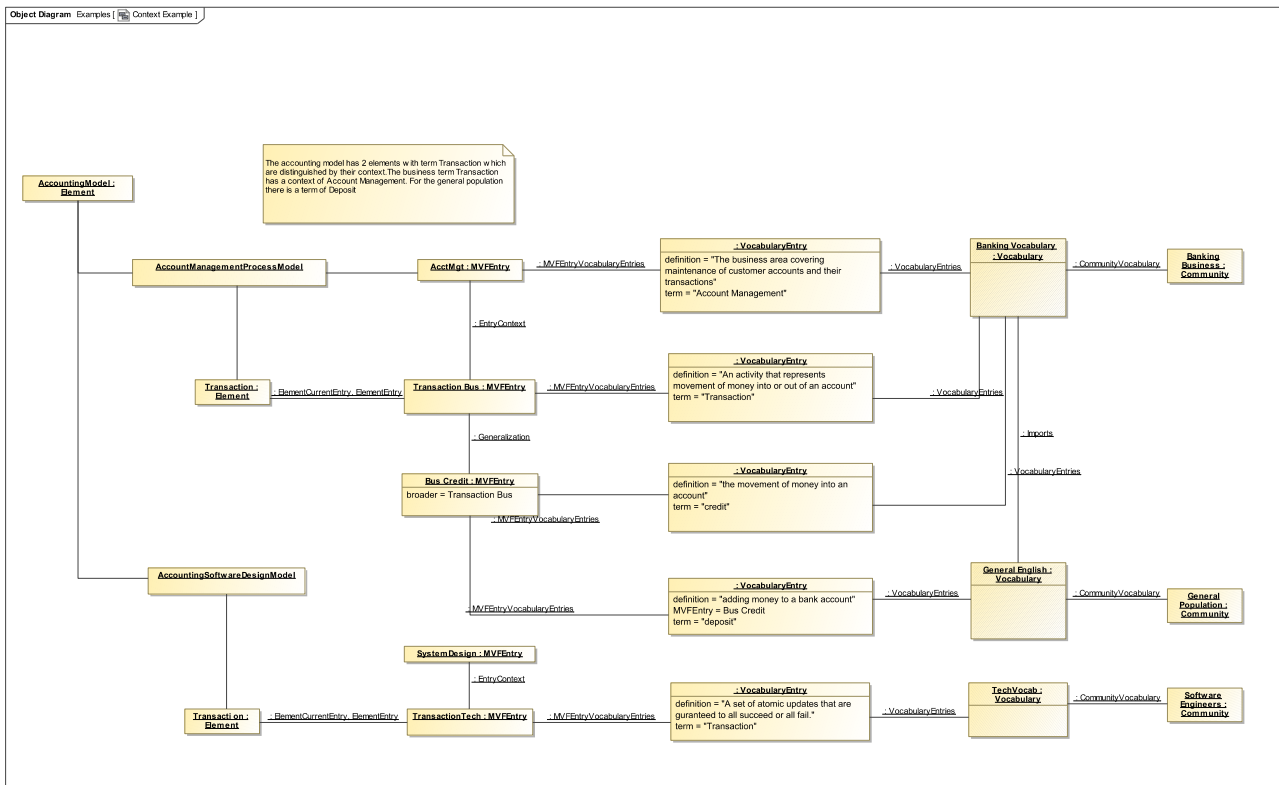 Object Diagram Examples [ Context Example ]
The accounting model has 2 elements with term Transaction which
are distinguished by their context.The business term Transaction
has a context of Account Management. For the general population
there is a term of Deposit
AccountingModel :
Element
AccountManagementProcessModel
AcctMgt : MVFEntry
: MVFEntryVocabularyEntries
: VocabularyEntry
definition = "The business area covering
maintenance of customer accounts and their
transactions"
term = "Account Management"
: VocabularyEntries
Banking Vocabulary
: Vocabulary
: CommunityVocabulary
Banking
Business :
Community
: EntryContext
Transaction :
Element
: ElementCurrentEntry, ElementEntry
Transaction Bus : MVFEntry
: MVFEntryVocabularyEntries
: VocabularyEntry
definition = "An activity that represents
movement of money into or out of an account"
term = "Transaction"
: VocabularyEntries
: Generalization
: Imports
Bus Credit : MVFEntry
broader = Transaction Bus
: MVFEntryVocabularyEntries
: VocabularyEntry
definition = "the movement of money into an
account"
term = "credit"
: VocabularyEntries
AccountingSoftwareDesignModel
: MVFEntryVocabularyEntries
: VocabularyEntry
definition = "adding money to a bank account"
MVFEntry = Bus Credit
term = "deposit"
: VocabularyEntries
General English :
Vocabulary
: CommunityVocabulary
General
Population :
Community
SystemDesign : MVFEntry
: EntryContext
Transaction :
Element
: ElementCurrentEntry, ElementEntry
TransactionTech : MVFEntry
: MVFEntryVocabularyEntries
: VocabularyEntry
definition = "A set of atomic updates that are
guranteed to all succeed or all fail."
term = "Transaction"
: VocabularyEntries
TechVocab :
Vocabulary
: CommunityVocabulary
Software
Engineers :
Community